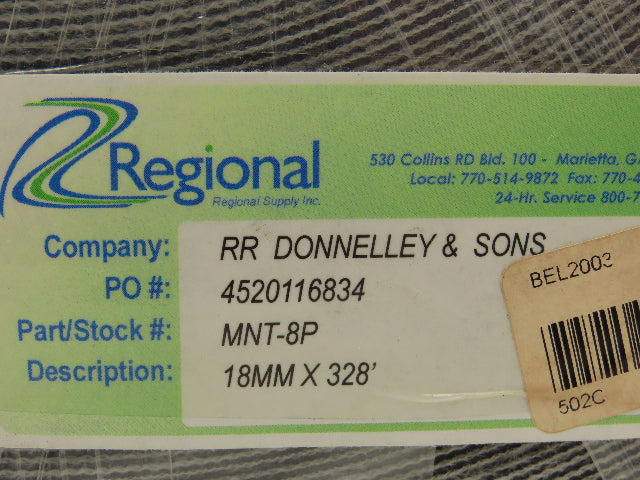 Regional
Regional Supply Inc.
530 Collins RD Bld. 100 - Marietta, GA
Local: 770-514-9872 Fax: 770-4
24-Hr. Service 800-7
Company: RR DONNELLEY & SONS
PO #: 4520116834
Part/Stock #: MNT-8P
Description: 18MM X 328'
BEL2003
502C